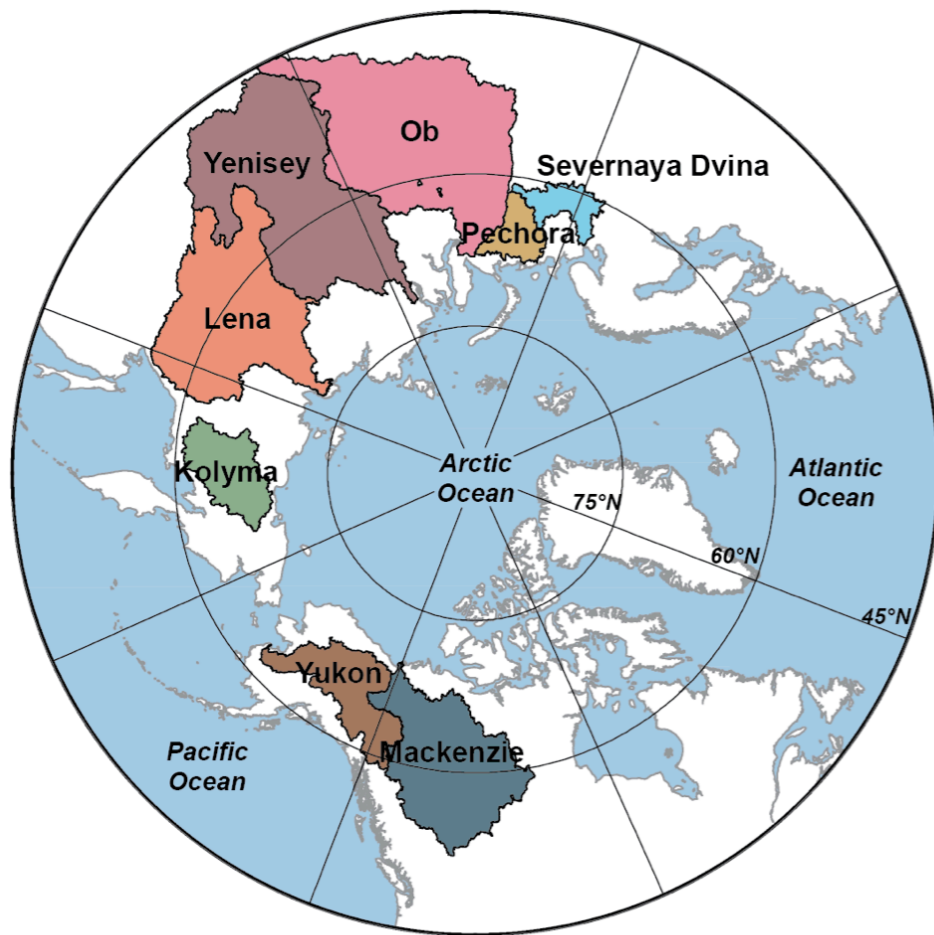 Ob
Yenisey
Severnaya Dvina
Pechora
Lena
Kolyma
Arctic
Ocean
Atlantic
Ocean
75°N
60°N
45°N
Yukon
Mackenzie
Pacific
Ocean